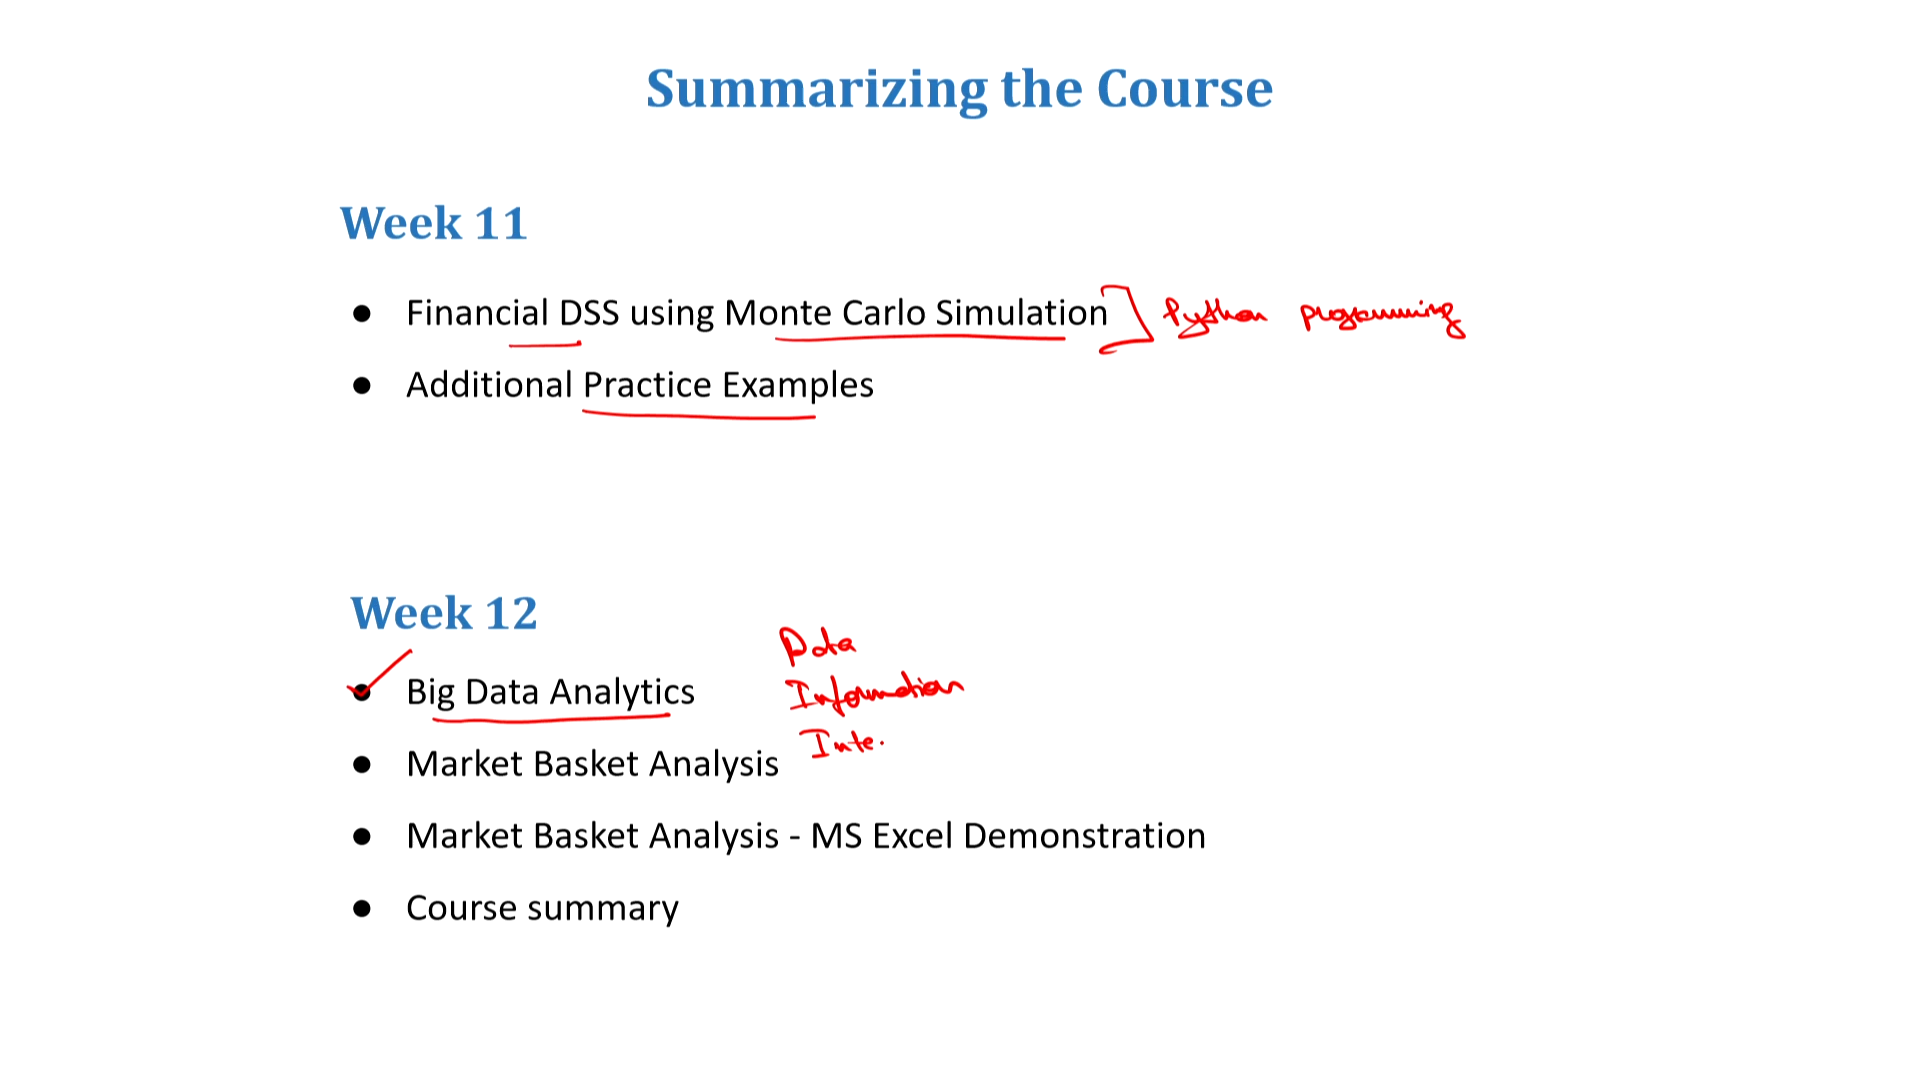 Summarizing the Course
Week 11
● Financial DSS using Monte Carlo Simulation Python programming
● Additional Practice Examples
Week 12
Data
● Big Data Analytics Information
Inte.
● Market Basket Analysis
● Market Basket Analysis - MS Excel Demonstration
● Course summary